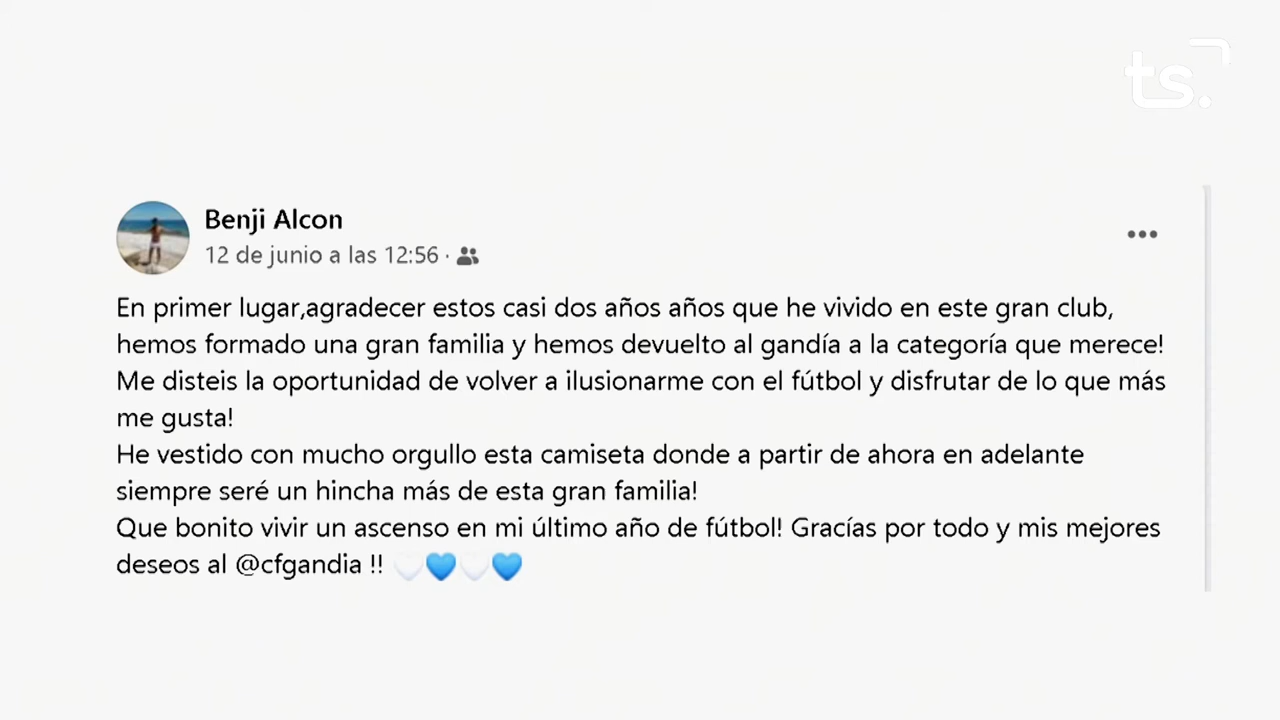 ts.
Benji Alcon
12 de junio a las 12:56 ·
En primer lugar,agradecer estos casi dos años años que he vivido en este gran club,
hemos formado una gran familia y hemos devuelto al gandía a la categoría que merece!
Me disteis la oportunidad de volver a ilusionarme con el fútbol y disfrutar de lo que más
me gusta!
He vestido con mucho orgullo esta camiseta donde a partir de ahora en adelante
siempre seré un hincha más de esta gran familia!
Que bonito vivir un ascenso en mi último año de fútbol! Gracías por todo y mis mejores
deseos al @cfgandia !! 🤍💙🤍💙